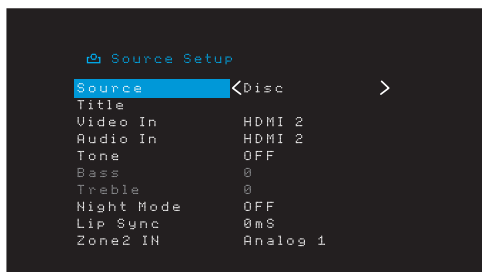 Source Setup
Source <Disc >
Title
Video In HDMI 2
Audio In HDMI 2
Tone OFF
Bass 0
Treble 0
Night Mode OFF
Lip Sync 0mS
Zone2 IN Analog 1